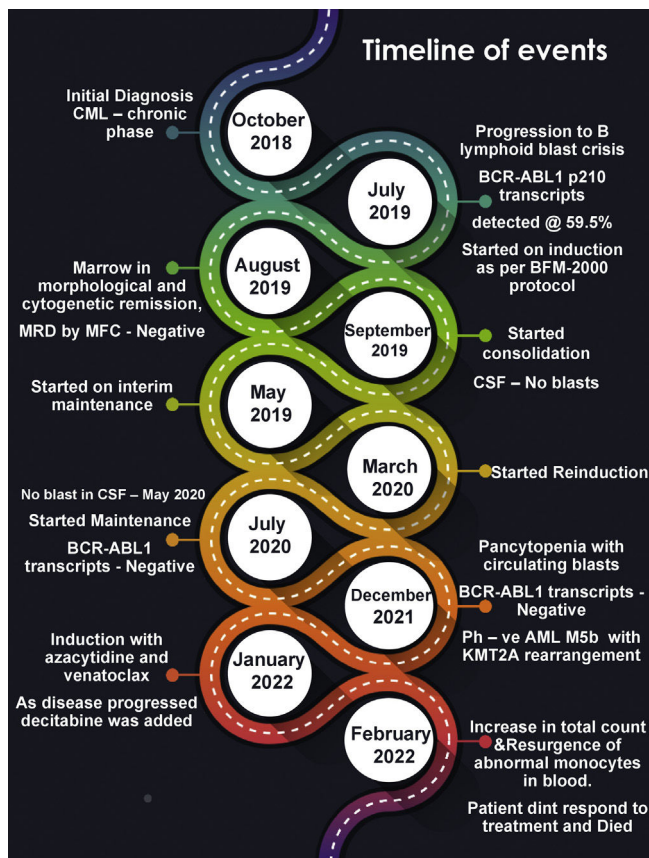 Timeline of events
Initial Diagnosis
CML – chronic
phase
October
2018
Progression to B
lymphoid blast crisis
BCR-ABL1 p210
transcripts
detected @ 59.5%
Started on induction
as per BFM-2000
protocol
July
2019
Marrow in
morphological and
cytogenetic remission,
MRD by MFC - Negative
August
2019
September
2019
Started
consolidation
CSF – No blasts
Started on interim
maintenance
May
2019
March
2020
Started Reinduction
No blast in CSF – May 2020
Started Maintenance
BCR-ABL1
transcripts - Negative
July
2020
Pancytopenia with
circulating blasts
BCR-ABL1 transcripts -
Negative
Ph – ve AML M5b with
KMT2A rearrangement
December
2021
Induction with
azacytidine and
venatoclax
As disease progressed
decitabine was added
January
2022
February
2022
Increase in total count
&Resurgence of
abnormal monocytes
in blood.
Patient dint respond to
treatment and Died